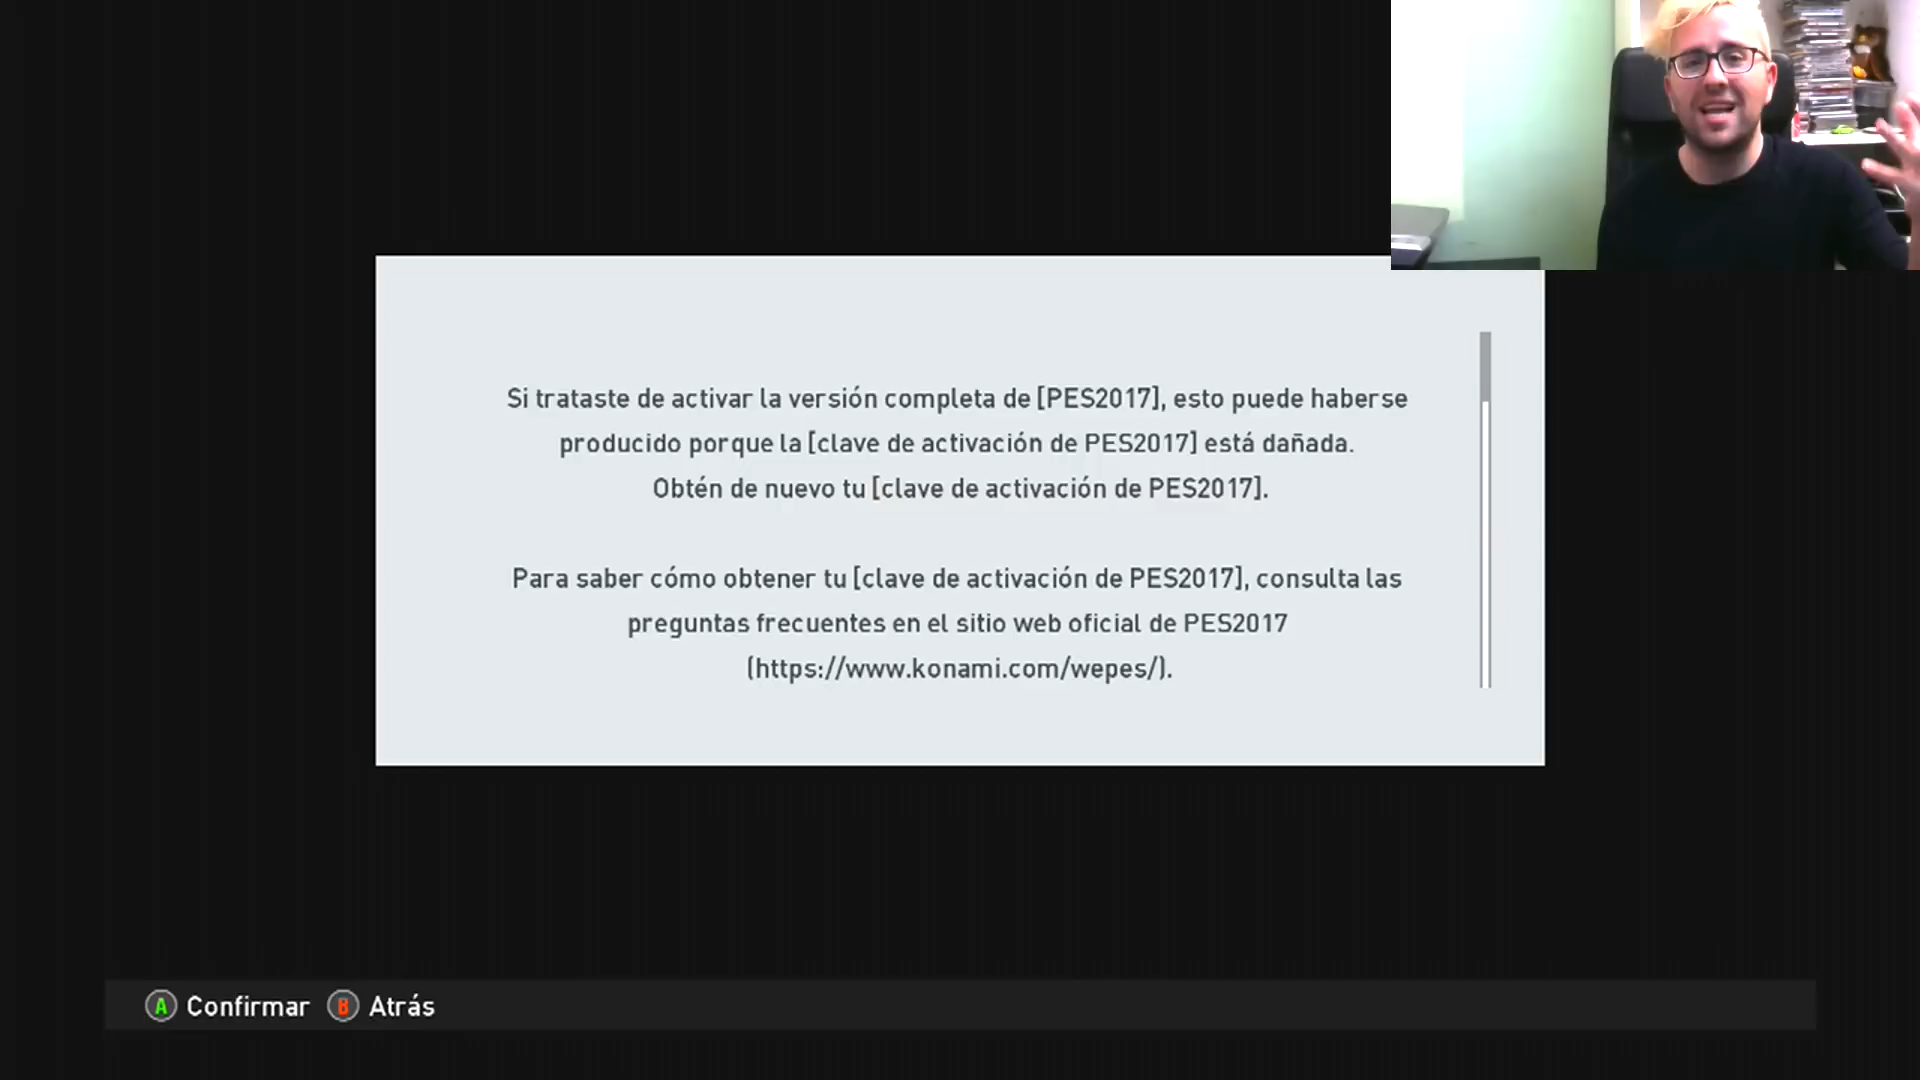 Si trataste de activar la versión completa de [PES2017], esto puede haberse
producido porque la [clave de activación de PES2017] está dañada.
Obtén de nuevo tu [clave de activación de PES2017].
Para saber cómo obtener tu [clave de activación de PES2017], consulta las
preguntas frecuentes en el sitio web oficial de PES2017
(https://www.konami.com/wepes/).
A Confirmar B Atrás